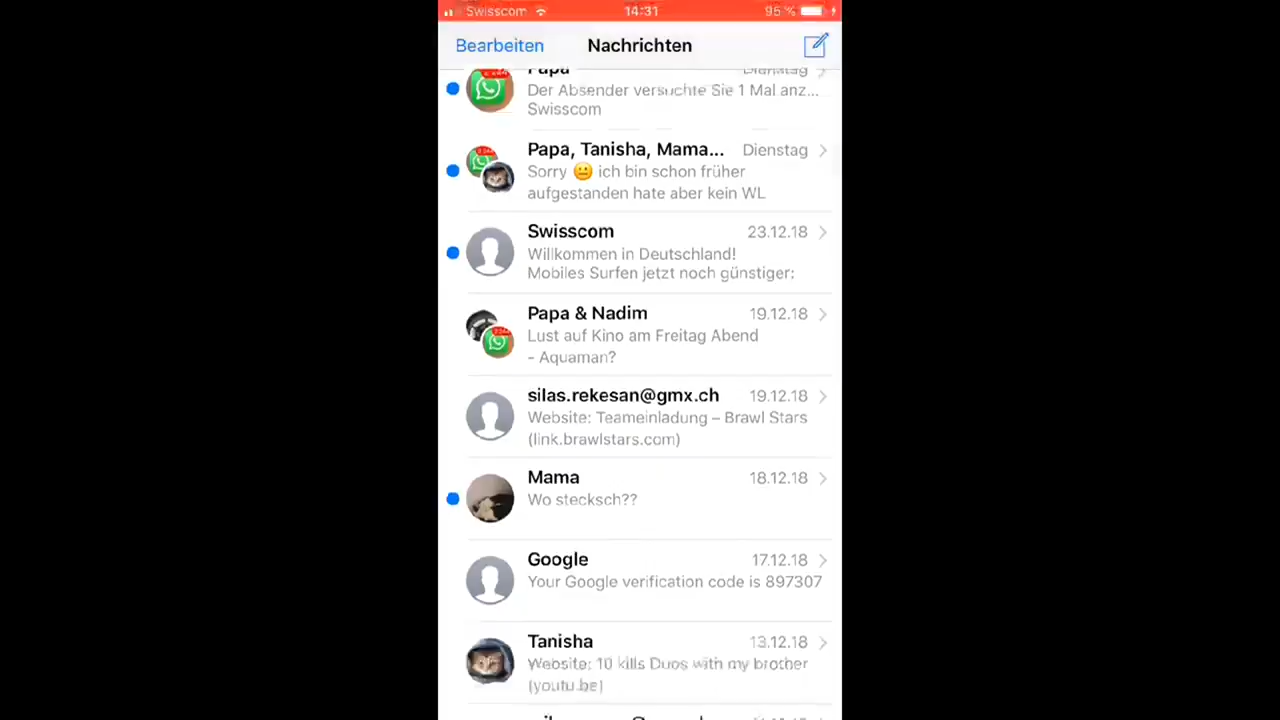 Swisscom 14:31 95 %
Bearbeiten Nachrichten
Papa Dienstag
Der Absender versuchte Sie 1 Mal anz...
Swisscom
Papa, Tanisha, Mama... Dienstag
Sorry 😐 ich bin schon früher
aufgestanden hate aber kein WL
Swisscom 23.12.18
Willkommen in Deutschland!
Mobiles Surfen jetzt noch günstiger:
Papa & Nadim 19.12.18
Lust auf Kino am Freitag Abend
- Aquaman?
silas.rekesan@gmx.ch 19.12.18
Website: Teameinladung – Brawl Stars
(link.brawlstars.com)
Mama 18.12.18
Wo stecksch??
Google 17.12.18
Your Google verification code is 897307
Tanisha 13.12.18
Website: 10 kills Duos with my brother
(youtu.be)